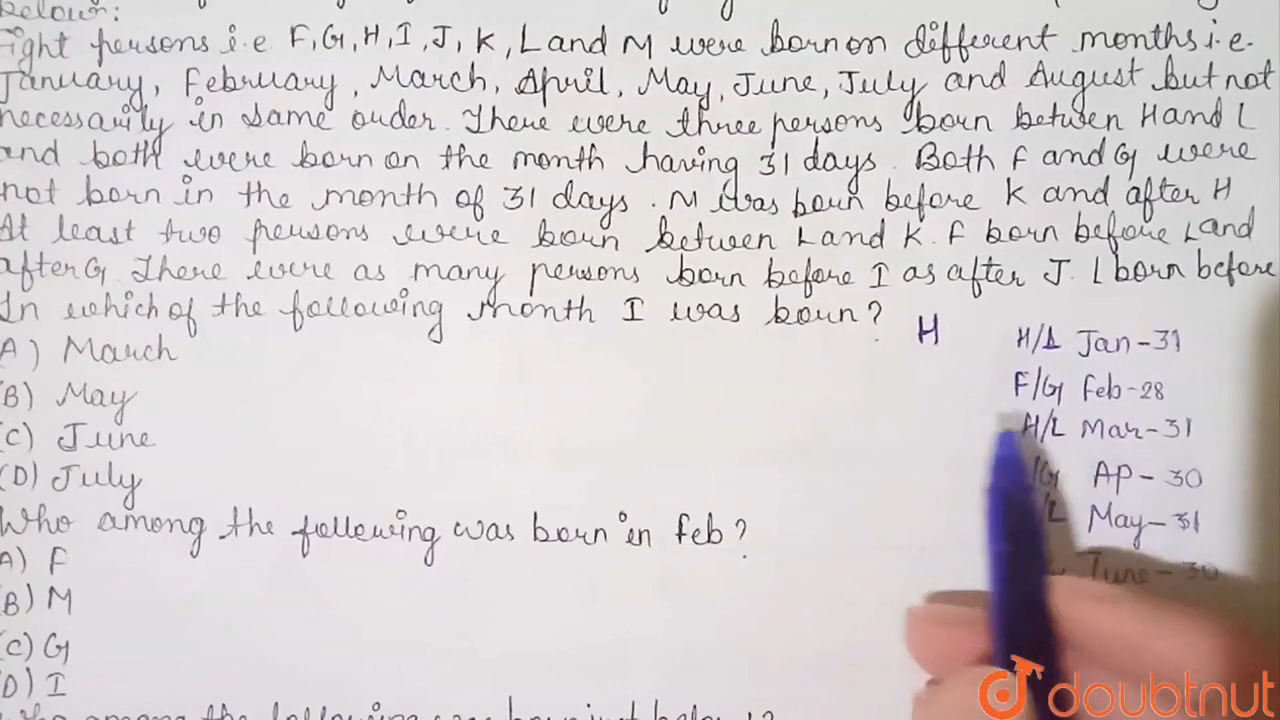 Below:
Eight persons i.e F, G, H, I, J, K, L and M were born on different months i.e.
January, February, March, April, May, June, July and August but not
necessarily in same order. There were three persons born between H and L
and both were born on the month having 31 days. Both F and G were
not born in the month of 31 days. M was born before K and after H
At least two persons were born between L and K. F born before L and
after G. There were as many persons born before I as after J. L born before
In which of the following month I was born?
A) March
(B) May
(C) June
(D) July
Who among the following was born in feb?
A) F
(B) M
(C) G
(D) I
H
H/L Jan-31
F/G Feb-28
H/L Mar-31
/G AP-30
/L May-31
June-30
doubtnut